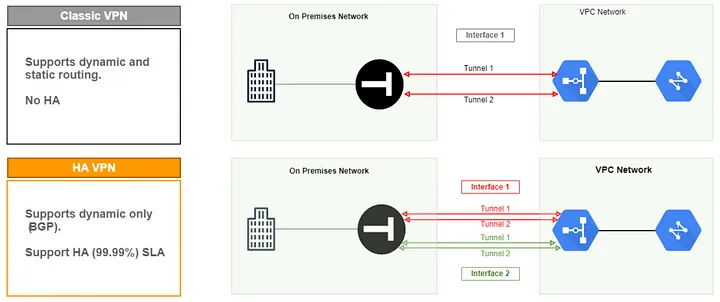 Classic VPN
Supports dynamic and
static routing.
No HA
On Premises Network
Interface 1
VPC Network
Tunnel 1
Tunnel 2
HA VPN
Supports dynamic only
(BGP).
Support HA (99.99%) SLA
On Premises Network
Interface 1
VPC Network
Tunnel 1
Tunnel 2
Tunnel 1
Tunnel 2
Interface 2